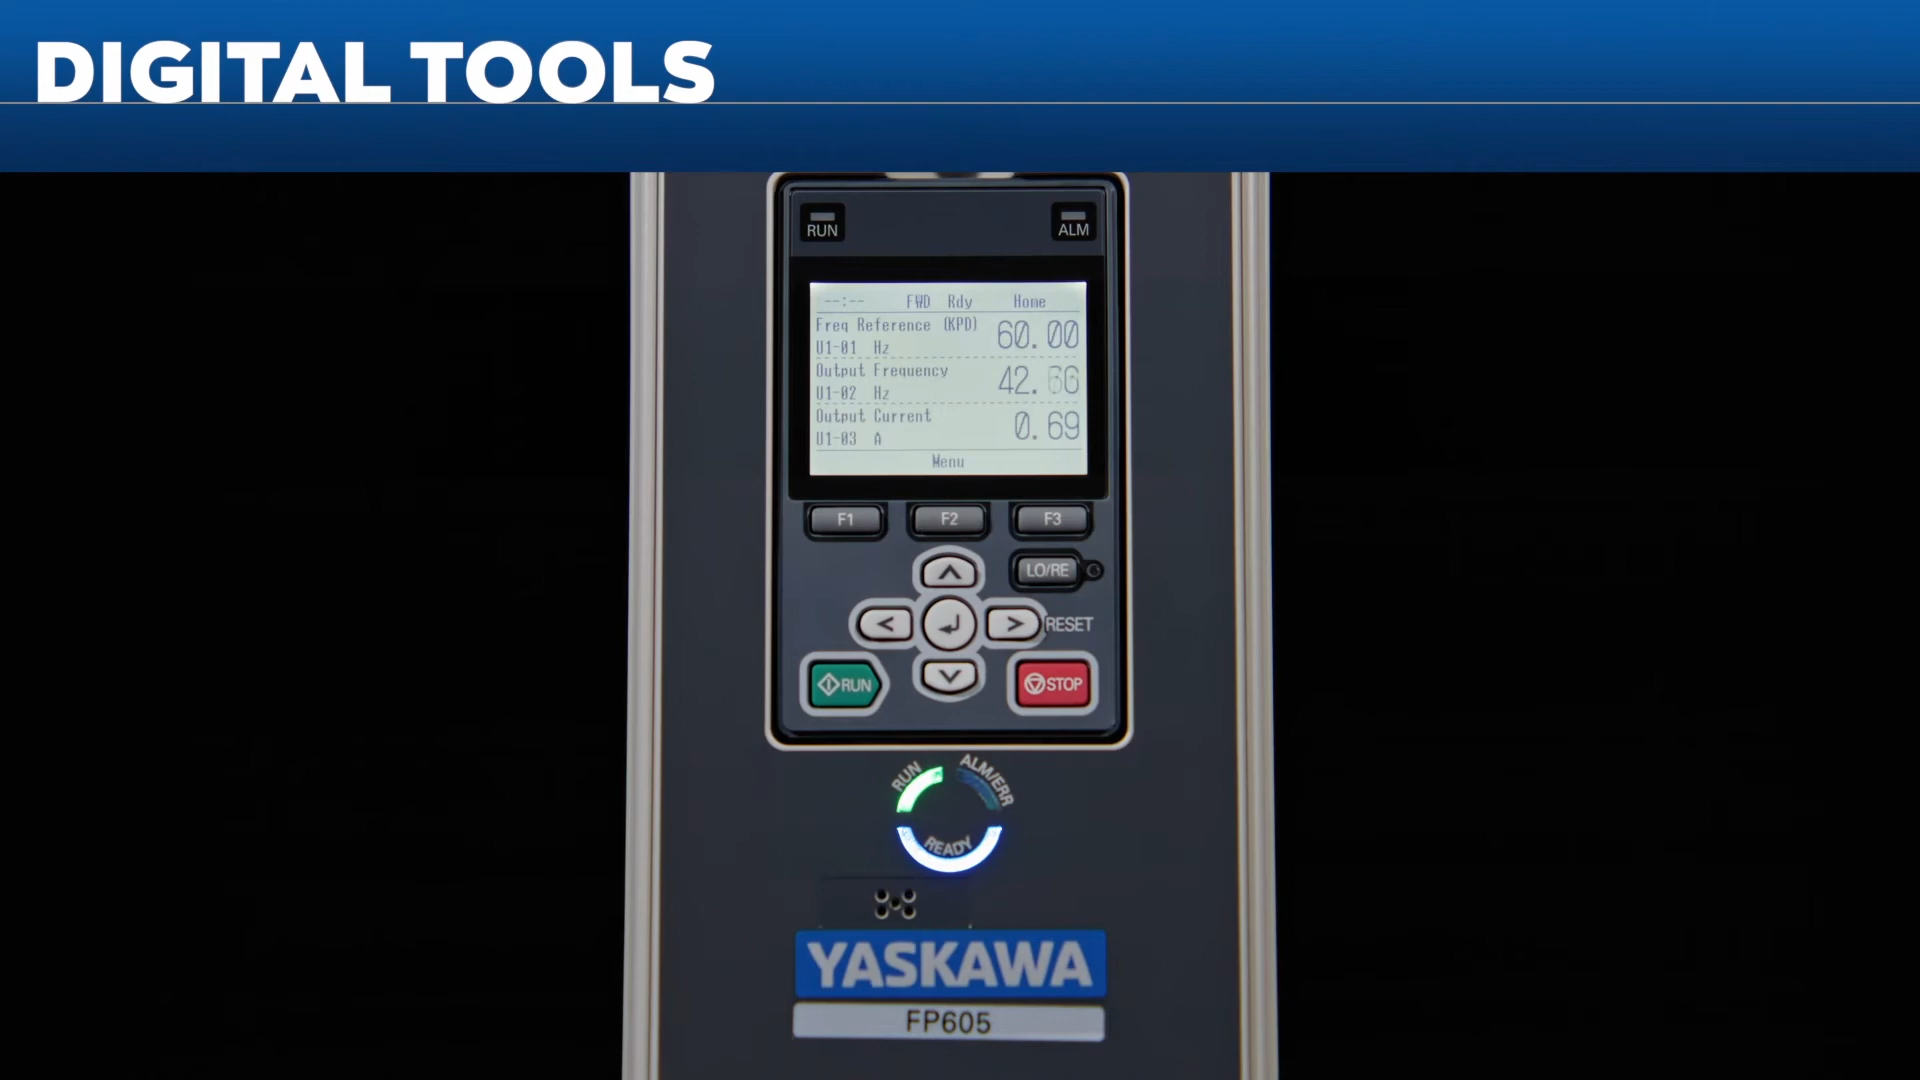 DIGITAL TOOLS
RUN
ALM
--:-- FWD Rdy Home
Freq Reference (KPD) 60.00
U1-01 Hz
Output Frequency 42.66
U1-02 Hz
Output Current 0.69
U1-03 A
Menu
F1 F2 F3
LO/RE
RESET
RUN
STOP
RUN
ALM/ERR
READY
YASKAWA
FP605